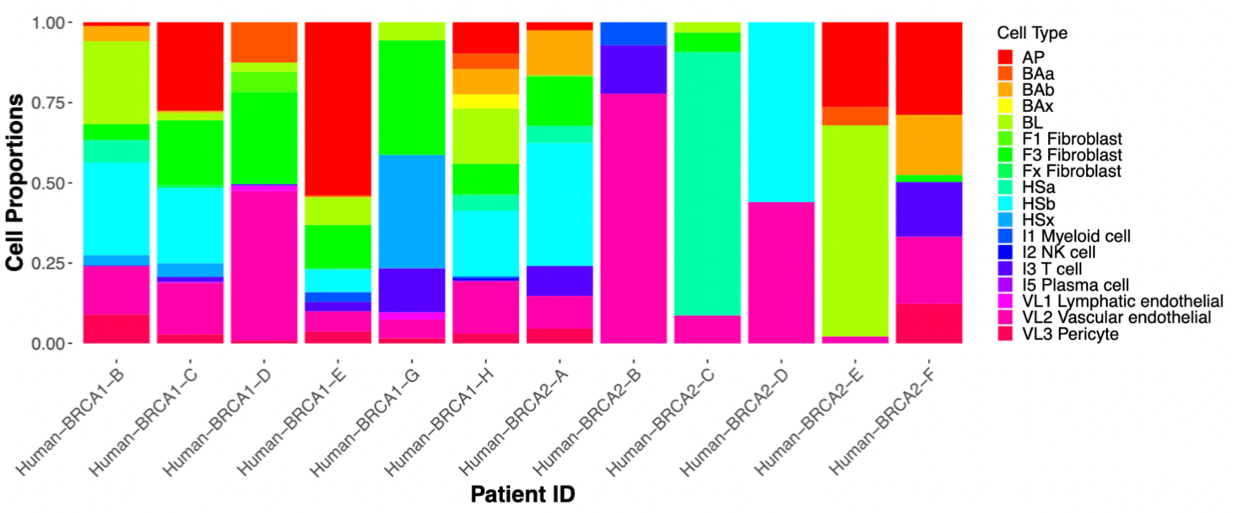 Cell Proportions
1.00
0.75
0.50
0.25
0.00
Human−BRCA1−B
Human−BRCA1−C
Human−BRCA1−D
Human−BRCA1−E
Human−BRCA1−G
Human−BRCA1−H
Human−BRCA2−A
Human−BRCA2−B
Human−BRCA2−C
Human−BRCA2−D
Human−BRCA2−E
Human−BRCA2−F
Patient ID
Cell Type
AP
BAa
BAb
BAx
BL
F1 Fibroblast
F3 Fibroblast
Fx Fibroblast
HSa
HSb
HSx
I1 Myeloid cell
I2 NK cell
I3 T cell
I5 Plasma cell
VL1 Lymphatic endothelial
VL2 Vascular endothelial
VL3 Pericyte